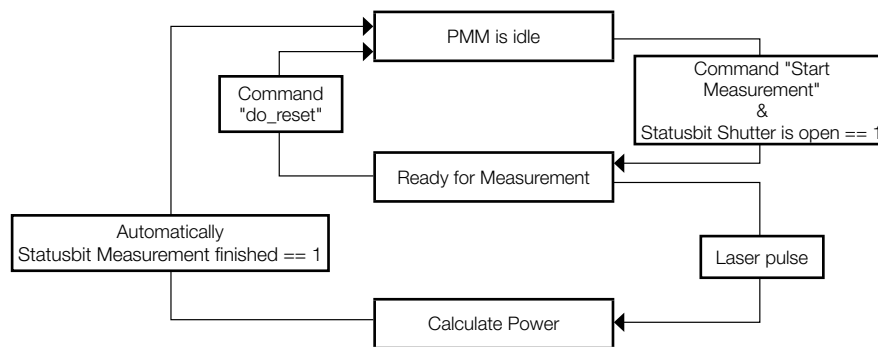 PMM is idle
Command "Start
Measurement"
&
Statusbit Shutter is open == 1
Command
"do_reset"
Ready for Measurement
Automatically
Statusbit Measurement finished == 1
Laser pulse
Calculate Power